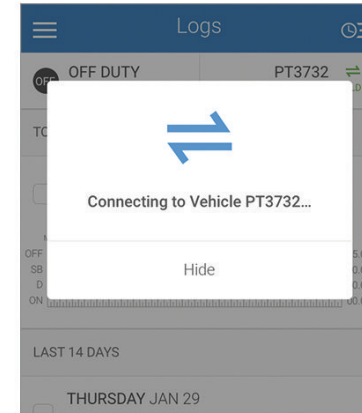 Logs
OFF OFF DUTY PT3732
TO
Connecting to Vehicle PT3732...
Hide
OFF
SB
D
ON
LAST 14 DAYS
THURSDAY JAN 29